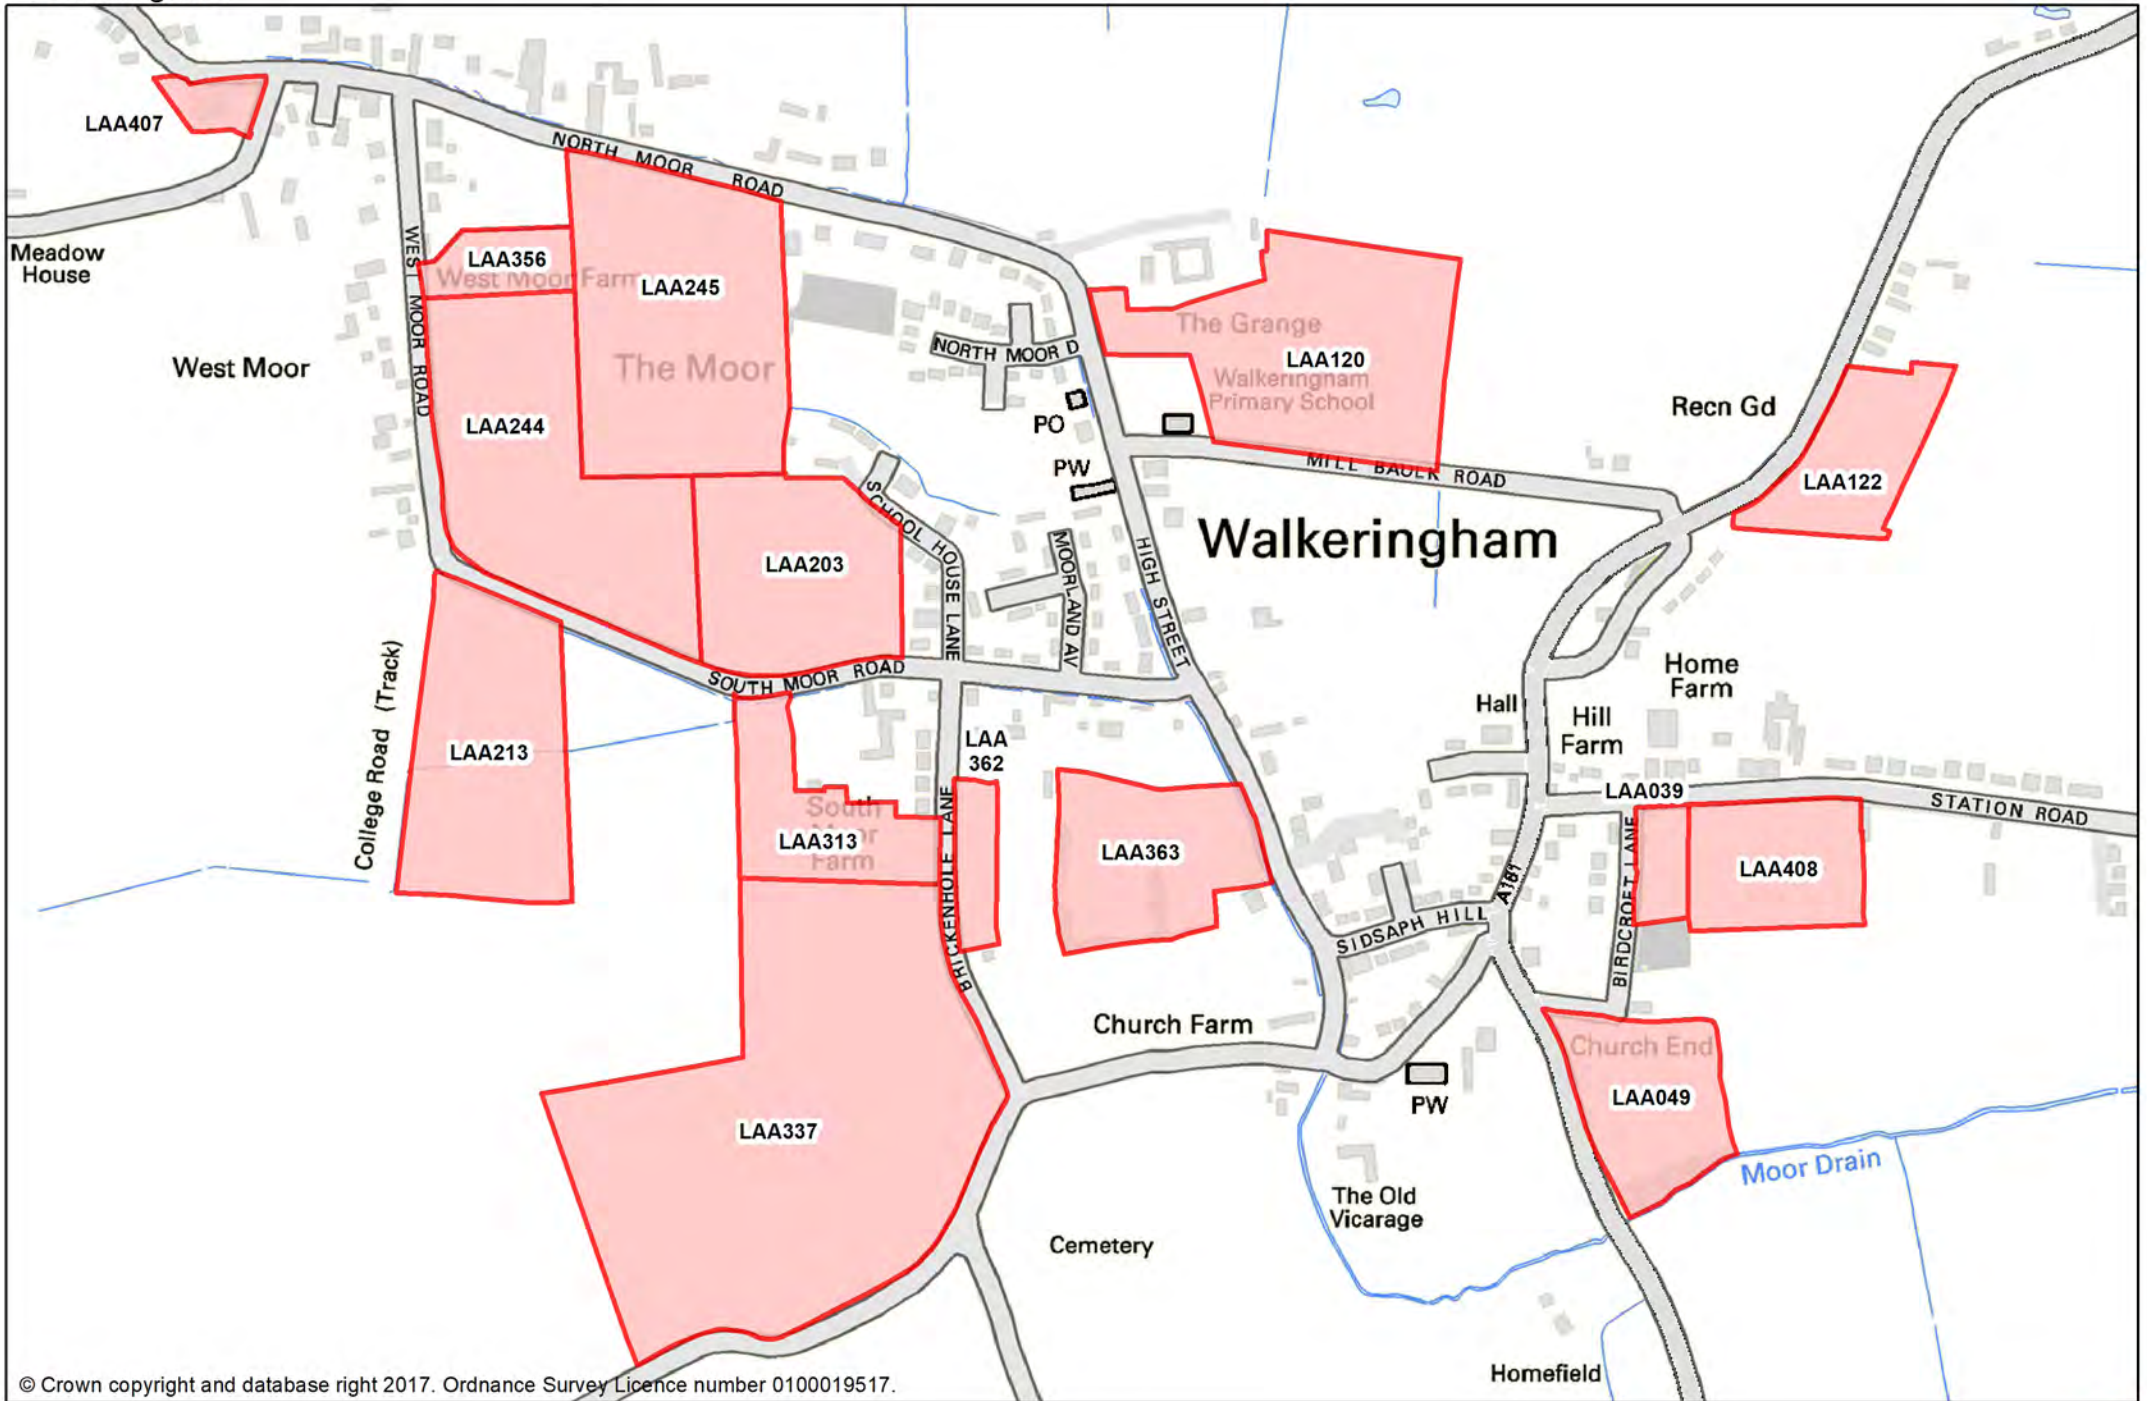 LAA407
NORTH MOOR ROAD
Meadow
House
WEST MOOR ROAD
LAA356
West Moor Farm
LAA245
The Moor
West Moor
LAA244
NORTH MOOR D
PO
PW
The Grange
LAA120
Walkeringham
Primary School
MILL BAULK ROAD
Recn Gd
LAA122
SCHOOL HOUSE LANE
LAA203
MOORLAND AV
HIGH STREET
Walkeringham
College Road (Track)
SOUTH MOOR ROAD
LAA213
LAA
362
South
Moor
Farm
LAA313
BRICKENHOLE LANE
LAA363
Hall
Hill
Farm
Home
Farm
LAA039
STATION ROAD
LAA408
BIRDCROFT LANE
A161
SIDSAPH HILL
Church Farm
PW
Church End
LAA049
Moor Drain
LAA337
The Old
Vicarage
Cemetery
Homefield
© Crown copyright and database right 2017. Ordnance Survey Licence number 0100019517.